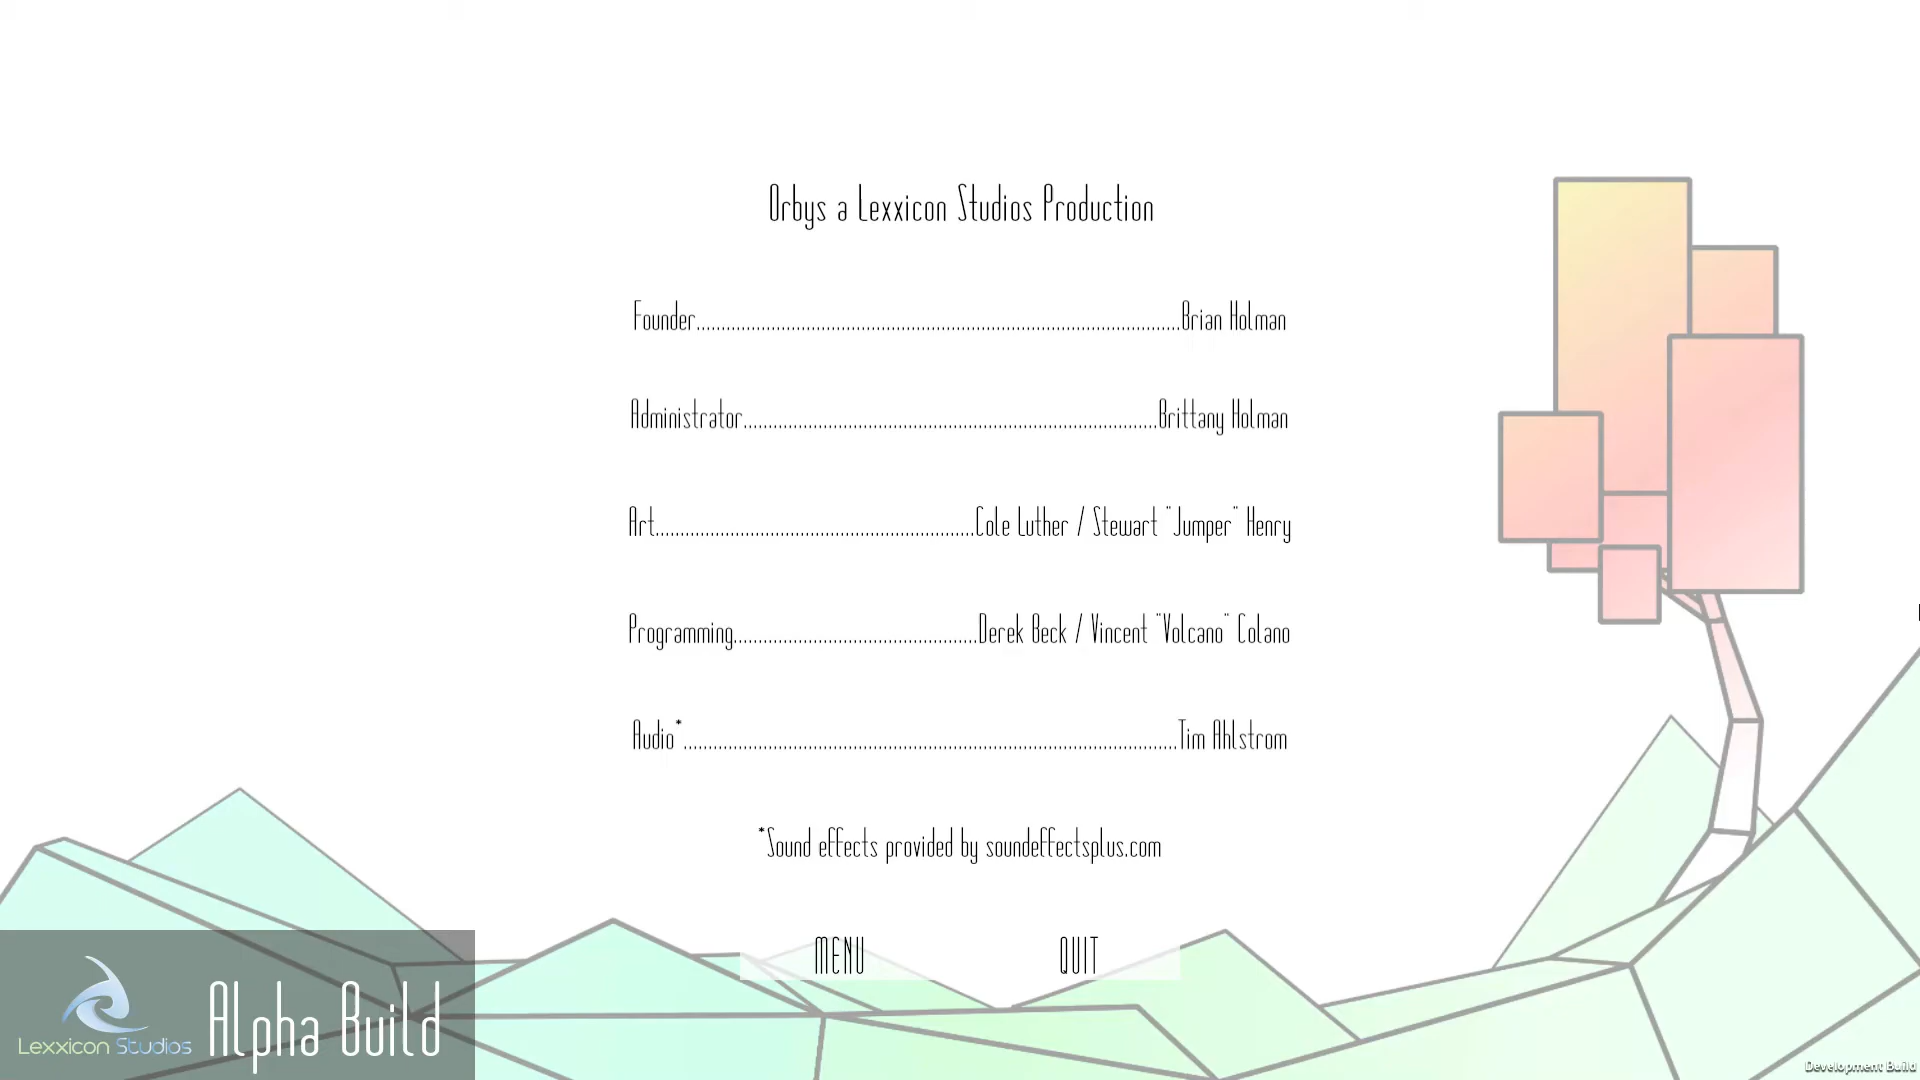 Orbys a Lexxicon Studios Production
Founder.................................................................................................Brian Holman
Administrator...................................................................................Brittany Holman
Art................................................................Cole Luther / Stewart "Jumper" Henry
Programming.................................................Derek Beck / Vincent "Volcano" Colano
Audio*...................................................................................................Tim Ahlstrom
*Sound effects provided by soundeffectsplus.com
MENU QUIT
Lexxicon Studios Alpha Build
Development Build